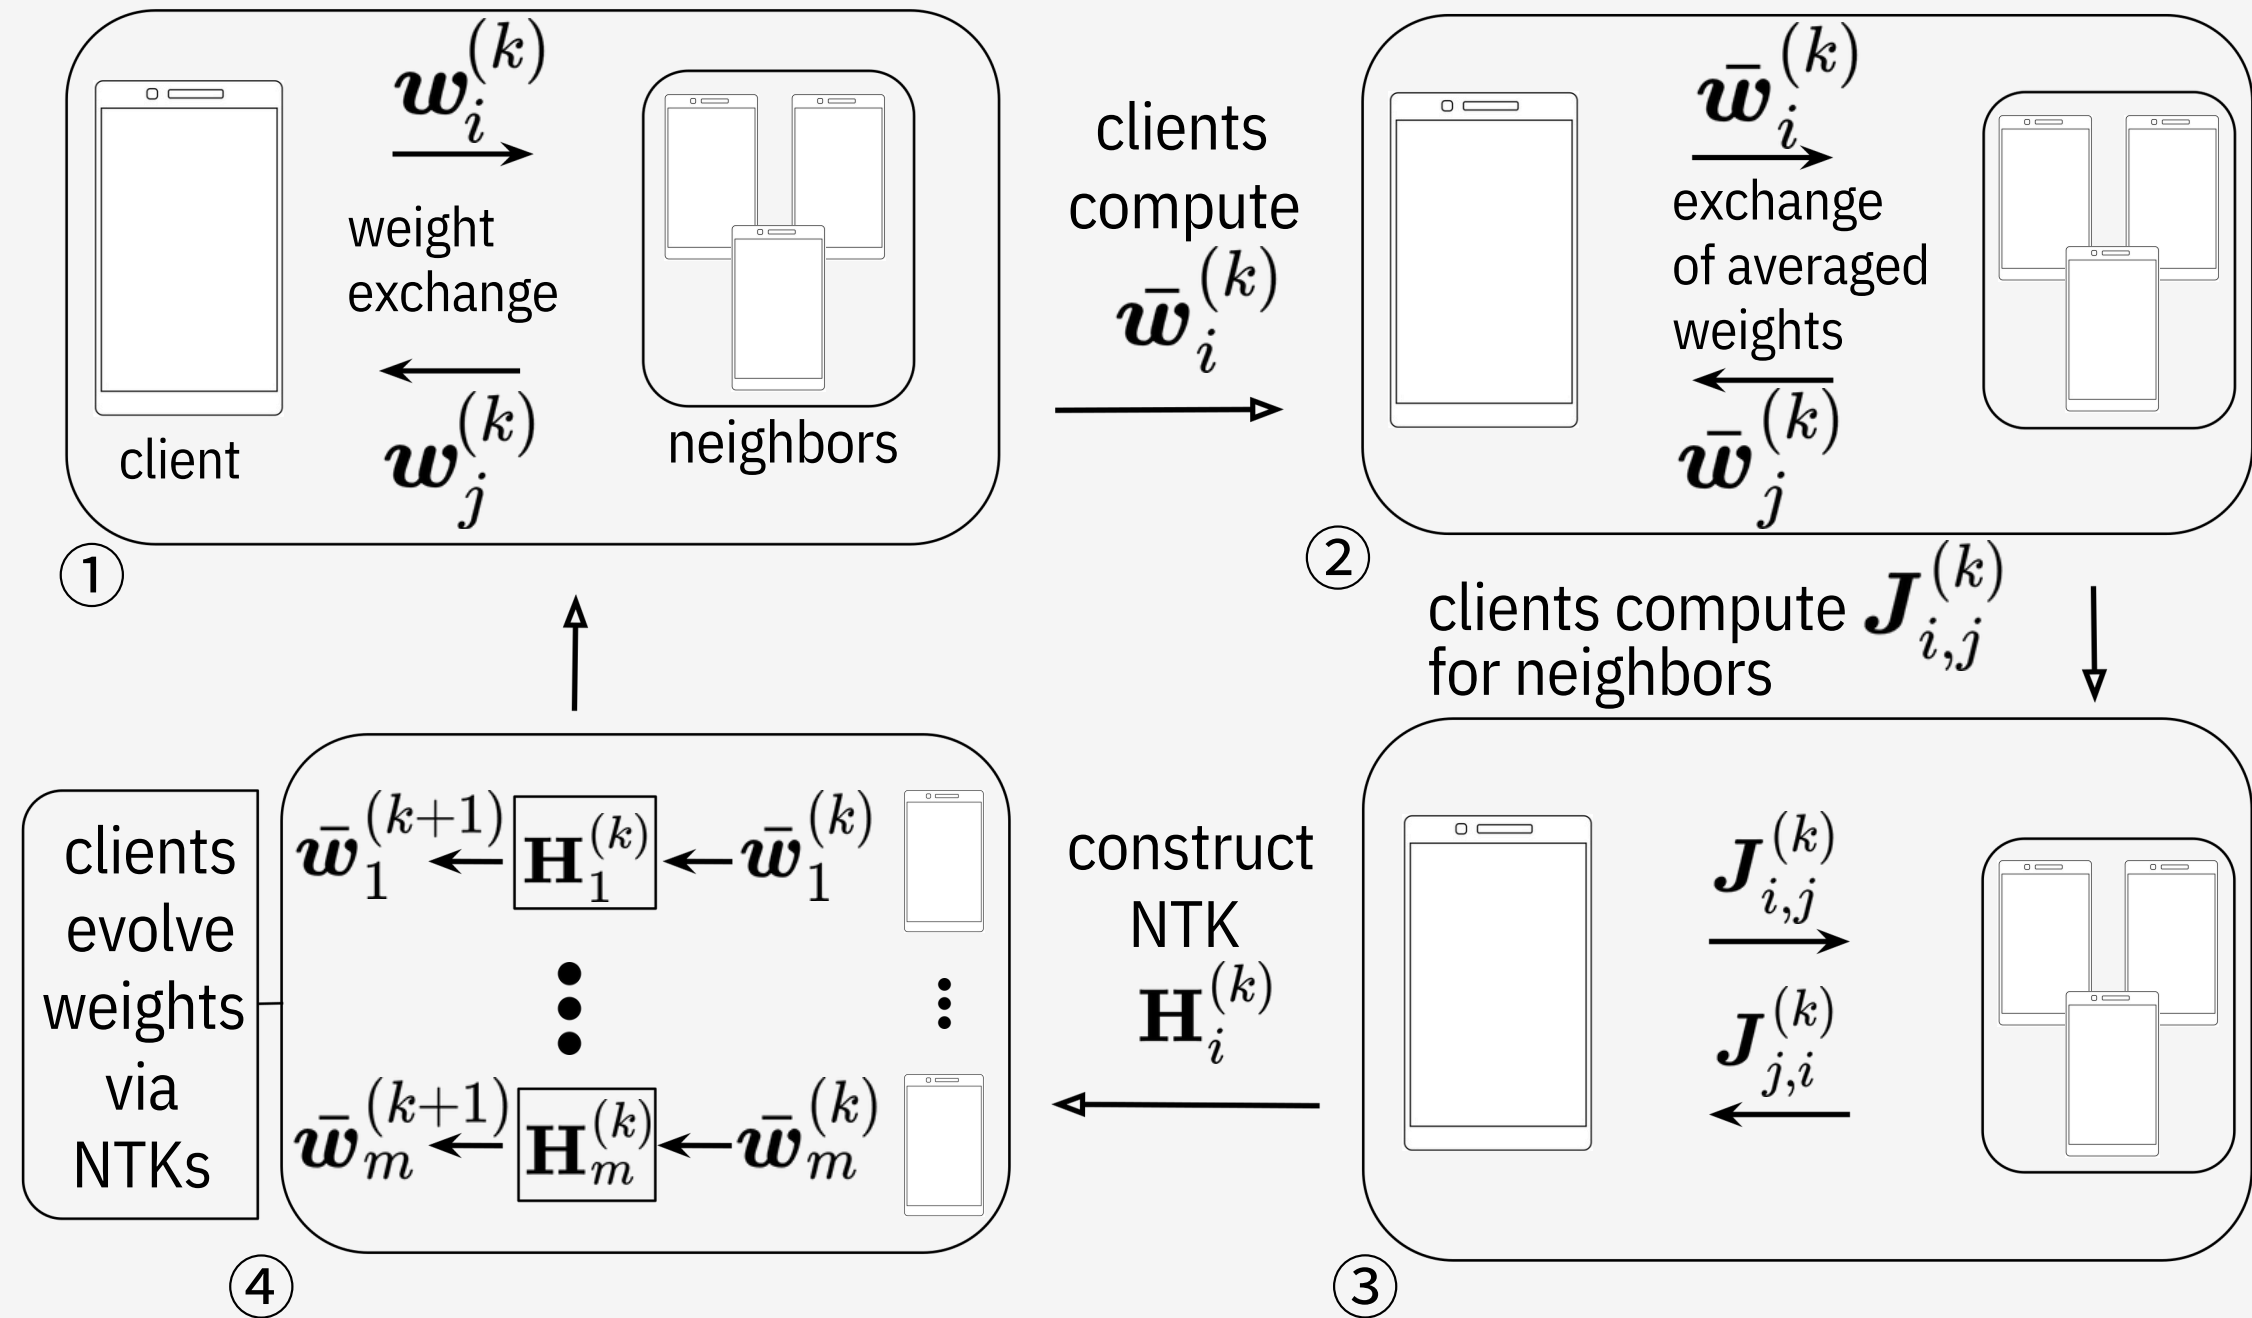 w_i^(k)
weight
exchange
w_j^(k)
client
neighbors
①
clients
compute
w̄_i^(k)
w̄_i^(k)
exchange
of averaged
weights
w̄_j^(k)
②
clients compute J_{i,j}^(k)
for neighbors
J_{i,j}^(k)
J_{j,i}^(k)
③
construct
NTK
H_i^(k)
w̄_1^(k+1) ← H_1^(k) ← w̄_1^(k)
w̄_m^(k+1) ← H_m^(k) ← w̄_m^(k)
clients
evolve
weights
via
NTKs
④